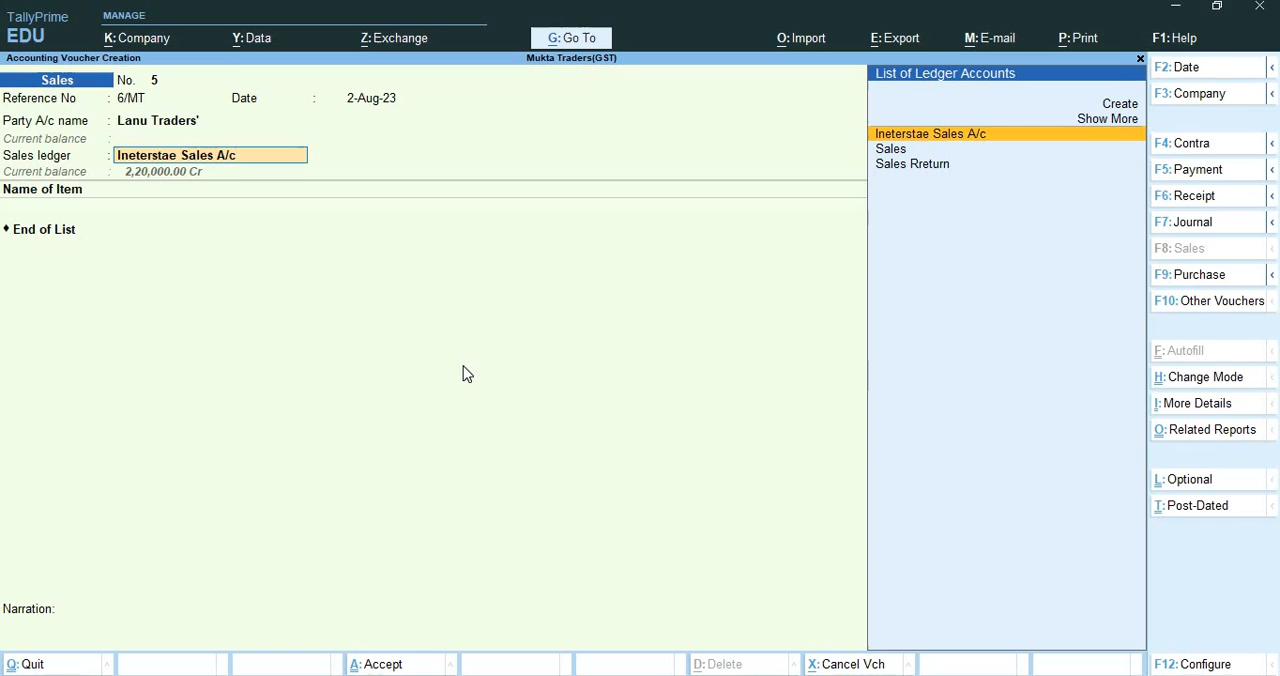 TallyPrime
EDU
MANAGE
K: Company
Y: Data
Z: Exchange
G: Go To
O: Import
E: Export
M: E-mail
P: Print
F1: Help
Accounting Voucher Creation
Mukta Traders(GST)
Sales
No. 5
Reference No : 6/MT
Date : 2-Aug-23
Party A/c name : Lanu Traders'
Current balance :
Sales ledger : Ineterstae Sales A/c
Current balance : 2,20,000.00 Cr
Name of Item
♦ End of List
Narration:
List of Ledger Accounts
Create
Show More
Ineterstae Sales A/c
Sales
Sales Rreturn
F2: Date
F3: Company
F4: Contra
F5: Payment
F6: Receipt
F7: Journal
F8: Sales
F9: Purchase
F10: Other Vouchers
F: Autofill
H: Change Mode
I: More Details
O: Related Reports
L: Optional
T: Post-Dated
Q: Quit
A: Accept
D: Delete
X: Cancel Vch
F12: Configure